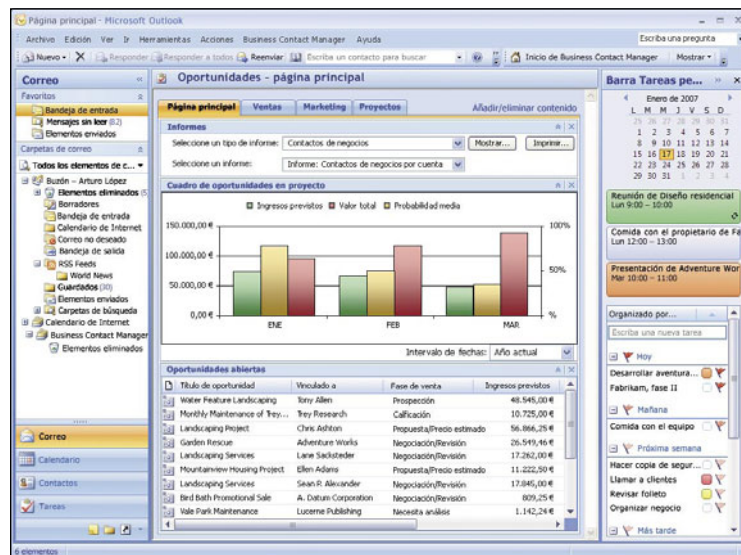 Página principal - Microsoft Outlook
Archivo Edición Ver Ir Herramientas Acciones Business Contact Manager Ayuda
Escriba una pregunta
Nuevo Responder Responder a todos Reenviar Escriba un contacto para buscar Inicio de Business Contact Manager Mostrar
Correo
Favoritos
Bandeja de entrada
Mensajes sin leer (82)
Elementos enviados
Carpetas de correo
Todos los elementos de c...
Buzón - Arturo López
Elementos eliminados (5
Borradores
Bandeja de entrada
Calendario de Internet
Correo no deseado
Bandeja de salida
RSS Feeds
World News
Guardados (30)
Elementos enviados
Carpetas de búsqueda
Calendario de Internet
Business Contact Manager
Elementos eliminados
Correo
Calendario
Contactos
Tareas
6 elementos
Oportunidades - página principal
Página principal Ventas Marketing Proyectos Añadir/eliminar contenido
Informes
Seleccione un tipo de informe: Contactos de negocios Mostrar... Imprimir...
Seleccione un informe: Informe: Contactos de negocios por cuenta
Cuadro de oportunidades en proyecto
Ingresos previstos Valor total Probabilidad media
150.000,00 € 100%
100.000,00 €
50%
50.000,00 €
0,00 € %
ENE FEB MAR
Intervalo de fechas: Año actual
Oportunidades abiertas
Título de oportunidad Vinculado a Fase de venta Ingresos previstos
Water Feature Landscaping Tony Allen Prospección 48.545,00 €
Monthly Maintenance of Trey... Trey Research Calificación 10.725,00 €
Landscaping Project Chris Ashton Propuesta/Precio estimado 56.866,25 €
Garden Rescue Adventure Works Negociación/Revisión 26.549,46 €
Landscaping Services Lane Sacksteder Negociación/Revisión 17.262,00 €
Mountainview Housing Project Ellen Adams Propuesta/Precio estimado 11.222,50 €
Landscaping Services Sean P. Alexander Negociación/Revisión 17.845,00 €
Bird Bath Promotional Sale A. Datum Corporation Negociación/Revisión 809,25 €
Vale Park Maintenance Lucerne Publishing Necesita análisis 1.142,24 €
Barra Tareas pe...
Enero de 2007
L M M J V S D
25 26 27 28 29 30 31
1 2 3 4 5 6 7
8 9 10 11 12 13 14
15 16 17 18 19 20 21
22 23 24 25 26 27 28
29 30 31 1 2 3 4
Reunión de Diseño residencial
Lun 9:00 – 10:00
Comida con el propietario de Fa
Lun 12:00 – 13:00
Presentación de Adventure Wor
Mar 10:00 – 11:00
Organizado por...
Escriba una nueva tarea
Hoy
Desarrollar aventura...
Fabrikam, fase II
Mañana
Comida con el equipo
Próxima semana
Hacer copia de segur...
Llamar a clientes
Revisar folleto
Organizar negocio
Más tarde